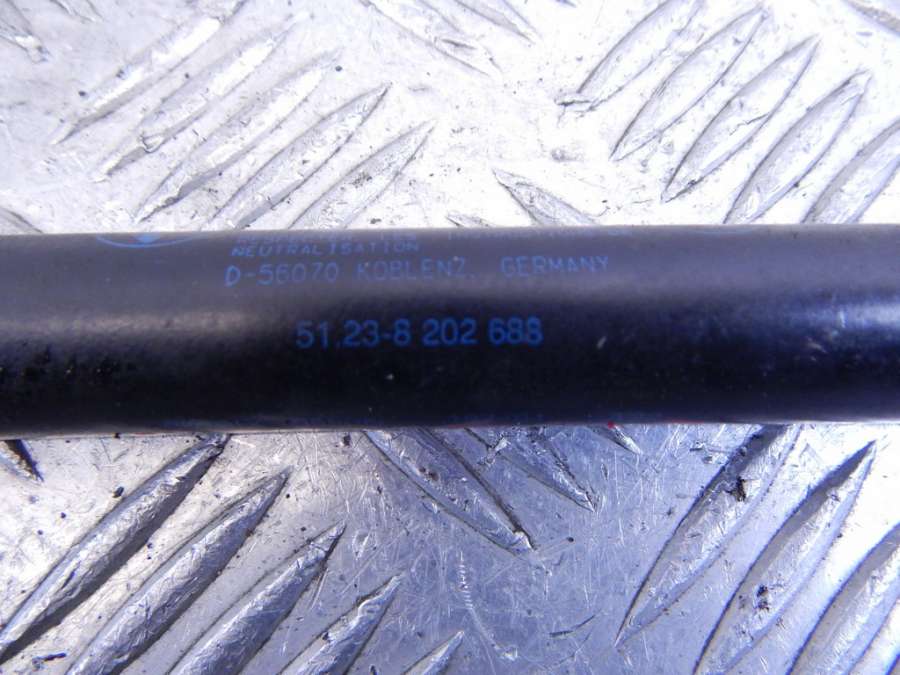 NEUTRALISATION
D-56070 KOBLENZ, GERMANY
51.23-8 202 688